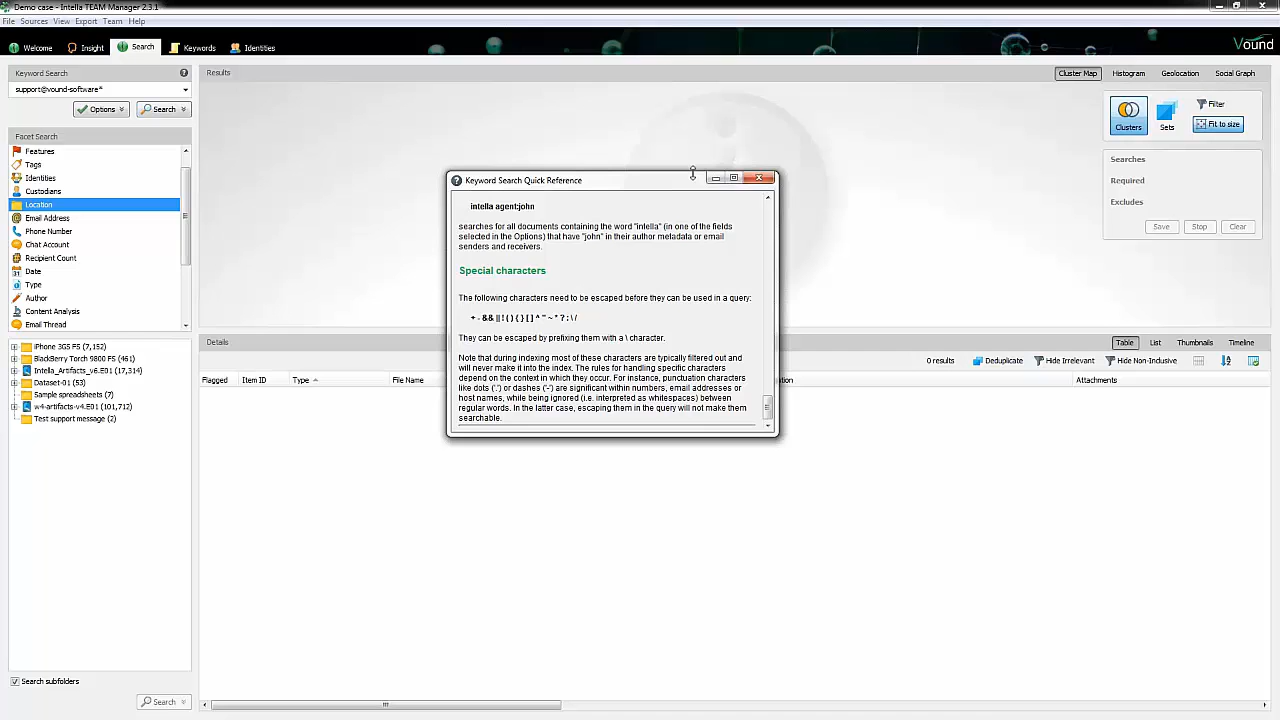 Demo case - Intella TEAM Manager 2.3.1
File Sources View Export Team Help
Welcome Insight Search Keywords Identities
Vound
Keyword Search
support@vound-software*
Options Search
Facet Search
Features
Tags
Identities
Custodians
Location
Email Address
Phone Number
Chat Account
Recipient Count
Date
Type
Author
Content Analysis
Email Thread
iPhone 3GS FS (7,152)
BlackBerry Torch 9800 FS (461)
Intella_Artifacts_v6.E01 (17,314)
Dataset-01 (53)
Sample spreadsheets (7)
w4-artifacts-v4.E01 (101,712)
Test support message (2)
Search subfolders
Search
Results
Cluster Map Histogram Geolocation Social Graph
Clusters Sets Filter
Fit to size
Searches
Required
Excludes
Save Stop Clear
Keyword Search Quick Reference
intella agent:john
searches for all documents containing the word "intella" (in one of the fields
selected in the Options) that have "john" in their author metadata or email
senders and receivers.
Special characters
The following characters need to be escaped before they can be used in a query:
+ - && || ! ( ) { } [ ] ^ " ~ * ? : \ /
They can be escaped by prefixing them with a \ character.
Note that during indexing most of these characters are typically filtered out and
will never make it into the index. The rules for handling specific characters
depend on the context in which they occur. For instance, punctuation characters
like dots ('.') or dashes ('-') are significant within numbers, email addresses or
host names, while being ignored (i.e. interpreted as whitespaces) between
regular words. In the latter case, escaping them in the query will not make them
searchable.
Details
Table List Thumbnails Timeline
0 results Deduplicate Hide Irrelevant Hide Non-Inclusive
Flagged Item ID Type File Name Attachments